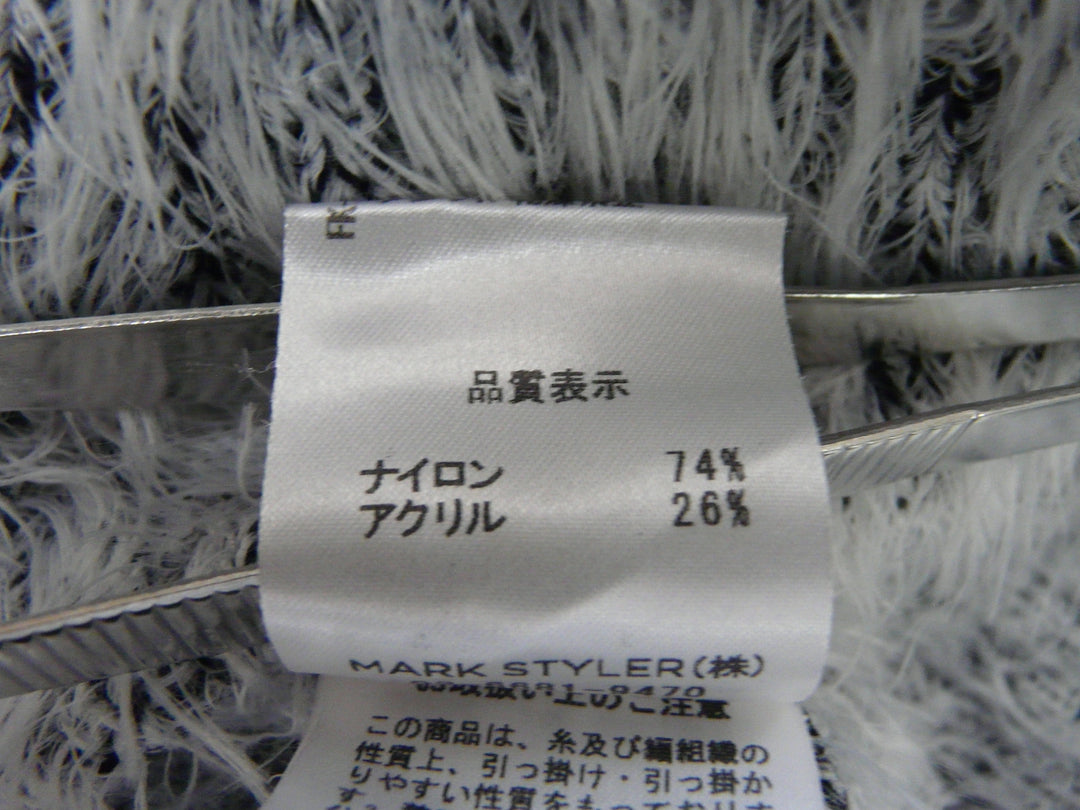 品質表示
ナイロン 74%
アクリル 26%
MARK STYLER(株)
お取扱い上のご注意
この商品は、糸及び編組織の
性質上、引っ掛け・引っ掛か
りやすい性質をもっております